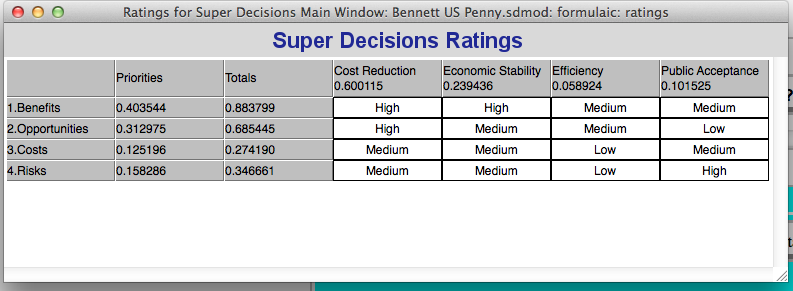 Ratings for Super Decisions Main Window: Bennett US Penny.sdmod: formulaic: ratings
Super Decisions Ratings
Priorities Totals Cost Reduction 0.600115 Economic Stability 0.239436 Efficiency 0.058924 Public Acceptance 0.101525
1.Benefits 0.403544 0.883799 High High Medium Medium
2.Opportunities 0.312975 0.685445 High Medium Medium Low
3.Costs 0.125196 0.274190 Medium Medium Low Medium
4.Risks 0.158286 0.346661 Medium Medium Low High